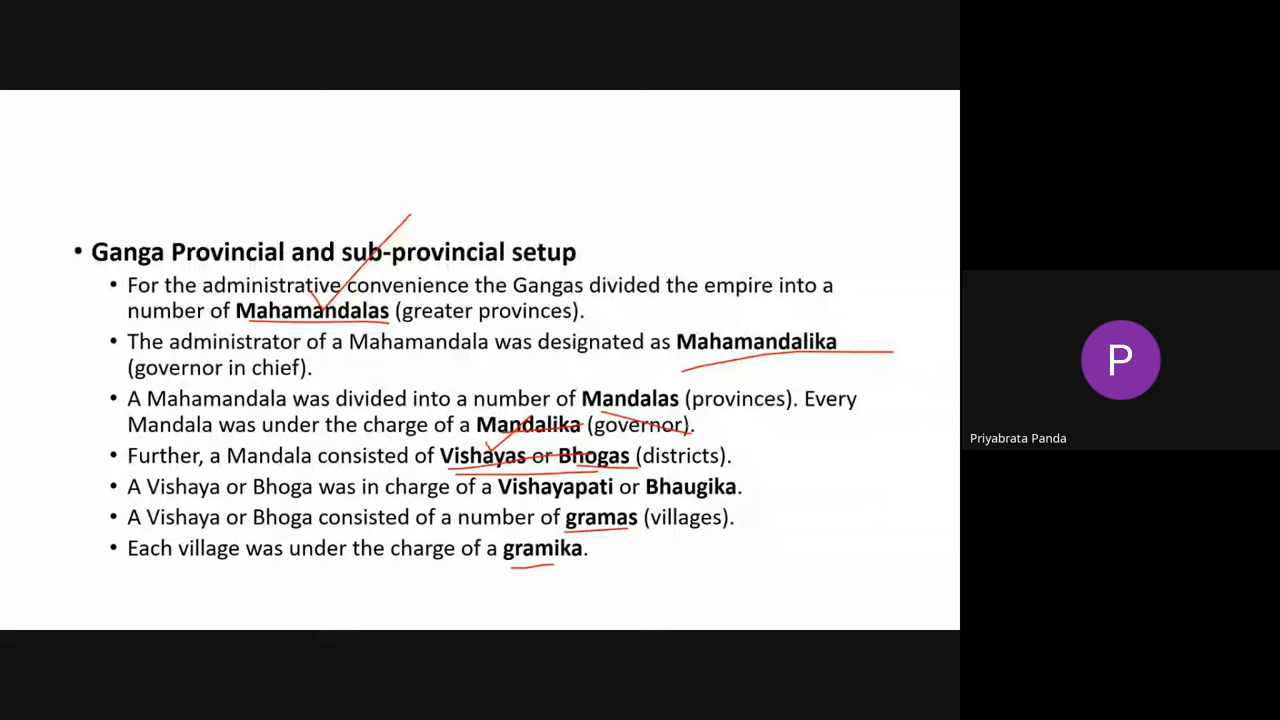 • Ganga Provincial and sub-provincial setup
• For the administrative convenience the Gangas divided the empire into a
number of Mahamandalas (greater provinces).
• The administrator of a Mahamandala was designated as Mahamandalika
(governor in chief).
• A Mahamandala was divided into a number of Mandalas (provinces). Every
Mandala was under the charge of a Mandalika (governor).
• Further, a Mandala consisted of Vishayas or Bhogas (districts).
• A Vishaya or Bhoga was in charge of a Vishayapati or Bhaugika.
• A Vishaya or Bhoga consisted of a number of gramas (villages).
• Each village was under the charge of a gramika.
P
Priyabrata Panda